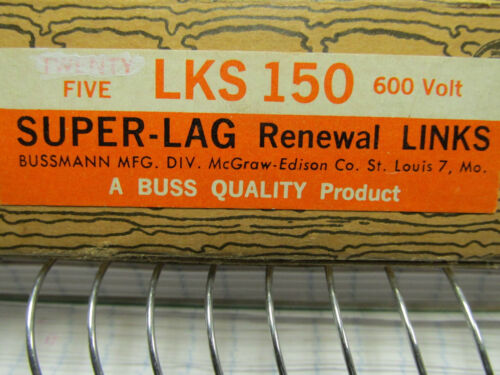 TWENTY
FIVE LKS 150 600 Volt
SUPER-LAG Renewal LINKS
BUSSMANN MFG. DIV. McGraw-Edison Co. St. Louis 7, Mo.
A BUSS QUALITY Product